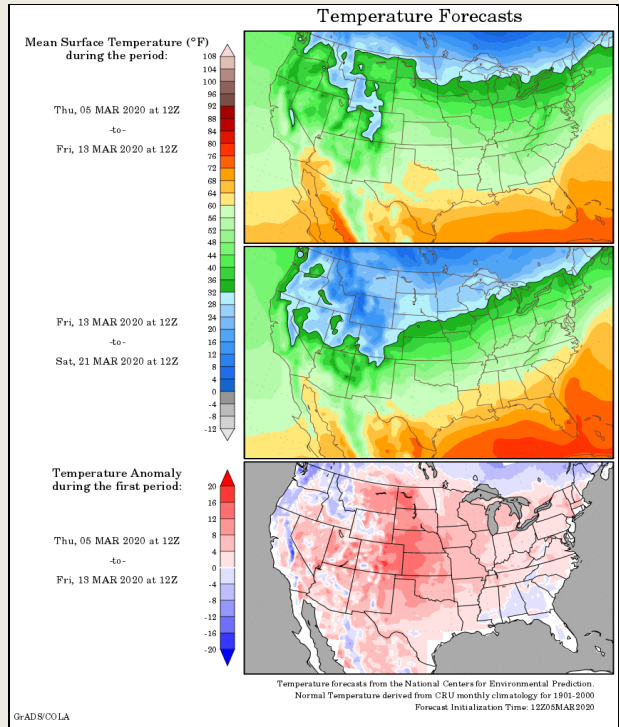 Temperature Forecasts
Mean Surface Temperature (°F)
during the period:
Thu, 05 MAR 2020 at 12Z
-to-
Fri, 13 MAR 2020 at 12Z
108
104
100
96
92
88
84
80
76
72
68
64
60
56
52
48
44
40
36
32
28
24
20
16
12
8
4
0
-4
-8
-12
Fri, 13 MAR 2020 at 12Z
-to-
Sat, 21 MAR 2020 at 12Z
Temperature Anomaly
during the first period:
Thu, 05 MAR 2020 at 12Z
-to-
Fri, 13 MAR 2020 at 12Z
20
16
12
8
4
0
-4
-8
-12
-16
-20
Temperature forecasts from the National Centers for Environmental Prediction.
Normal Temperature derived from CRU monthly climatology for 1901-2000
Forecast Initialization Time: 12Z05MAR2020
GrADS/COLA